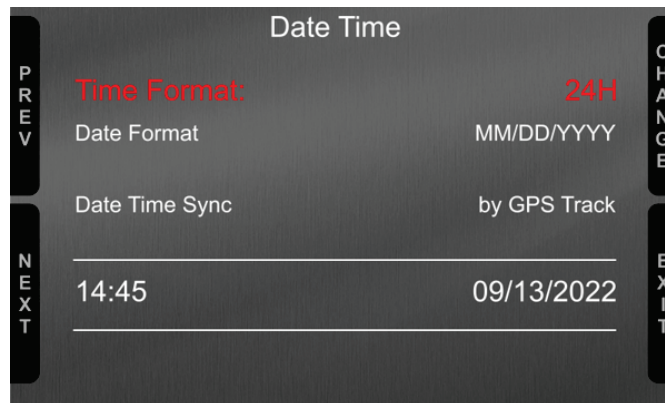 Date Time
PREV
CHANGE
Time Format: 24H
Date Format MM/DD/YYYY
Date Time Sync by GPS Track
NEXT
EXIT
14:45 09/13/2022